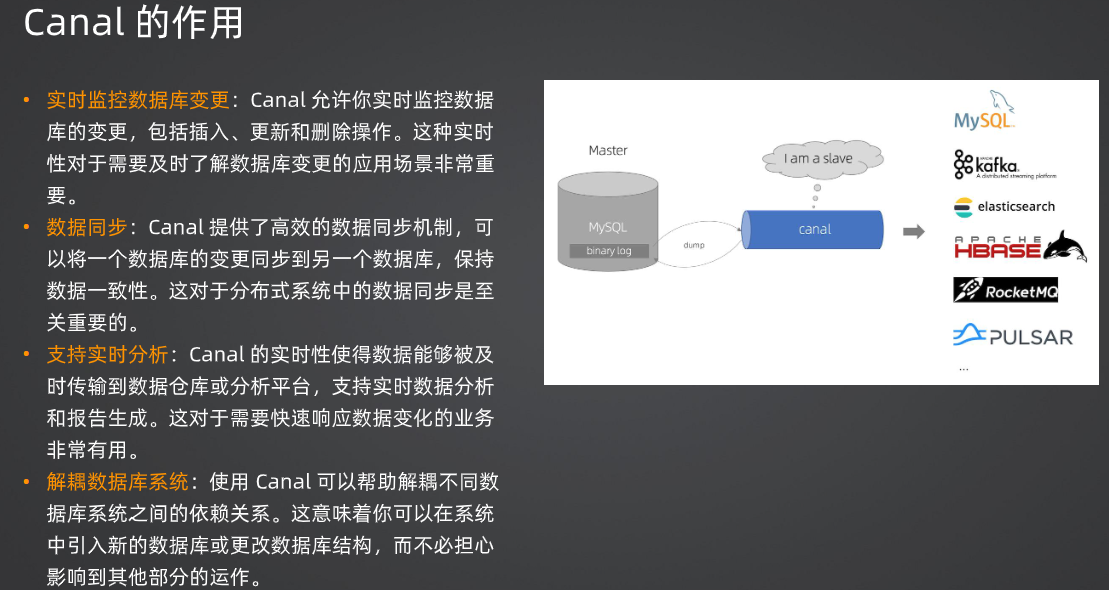 Canal 的作用
• 实时监控数据库变更：Canal 允许你实时监控数据
库的变更，包括插入、更新和删除操作。这种实时
性对于需要及时了解数据库变更的应用场景非常重
要。
• 数据同步：Canal 提供了高效的数据同步机制，可
以将一个数据库的变更同步到另一个数据库，保持
数据一致性。这对于分布式系统中的数据同步是至
关重要的。
• 支持实时分析：Canal 的实时性使得数据能够被及
时传输到数据仓库或分析平台，支持实时数据分析
和报告生成。这对于需要快速响应数据变化的业务
非常有用。
• 解耦数据库系统：使用 Canal 可以帮助解耦不同数
据库系统之间的依赖关系。这意味着你可以在系统
中引入新的数据库或更改数据库结构，而不必担心
影响到其他部分的运作。
Master
MySQL
binary log
dump
I am a slave
canal
MySQL
APACHE
kafka
A distributed streaming platform
elasticsearch
APACHE
HBASE
RocketMQ
PULSAR
...